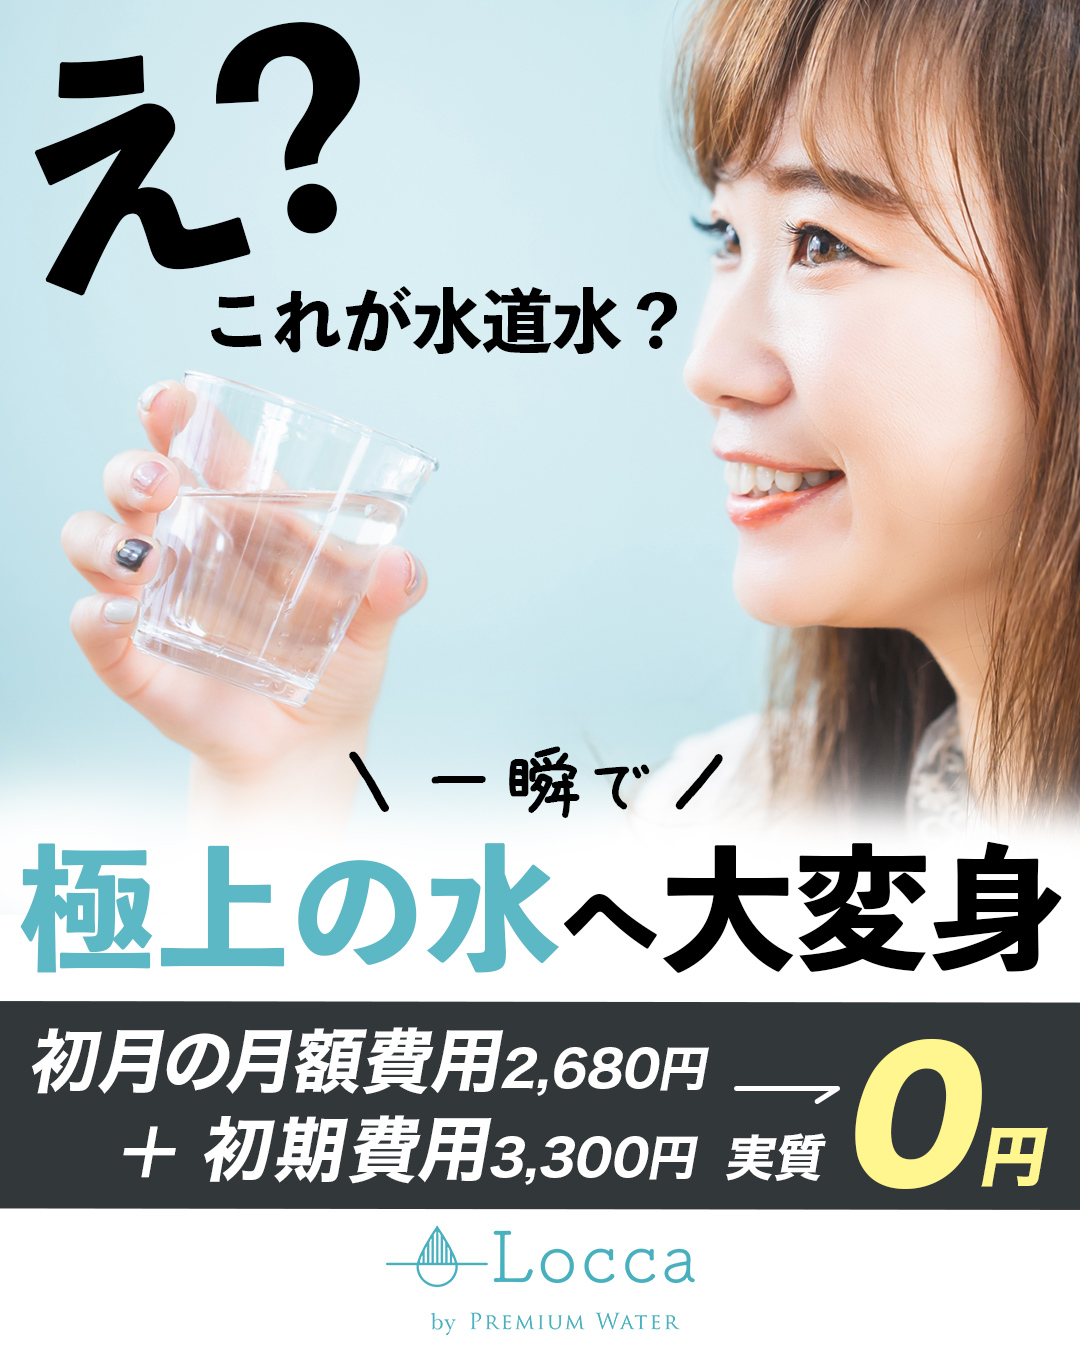 え?
これが水道水?
\ 一瞬で /
極上の水へ大変身
初月の月額費用2,680円
+ 初期費用3,300円
実質0円
Locca
by PREMIUM WATER